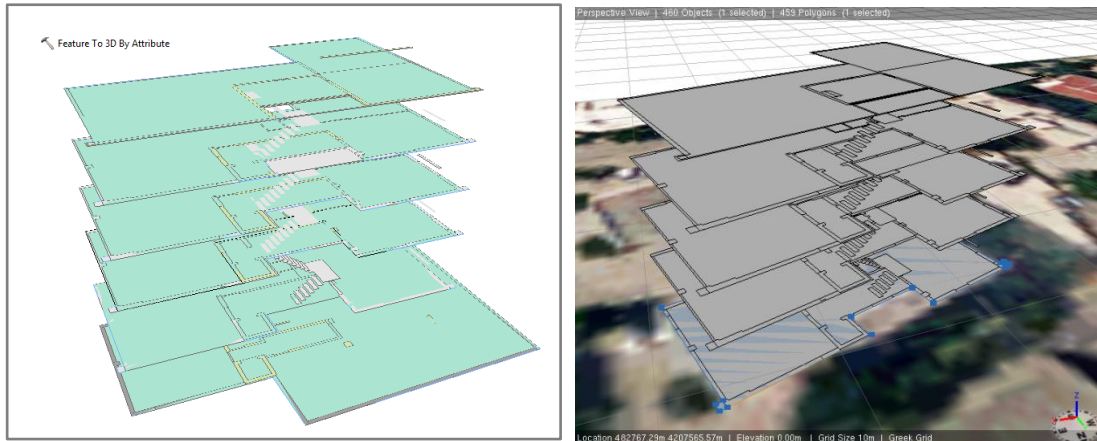 Feature To 3D By Attribute
Perspective View | 460 Objects (1 selected) | 459 Polygons (1 selected)
Location 482767.29m 4207565.57m | Elevation 0.00m | Grid Size 10m | Greek Grid
Z